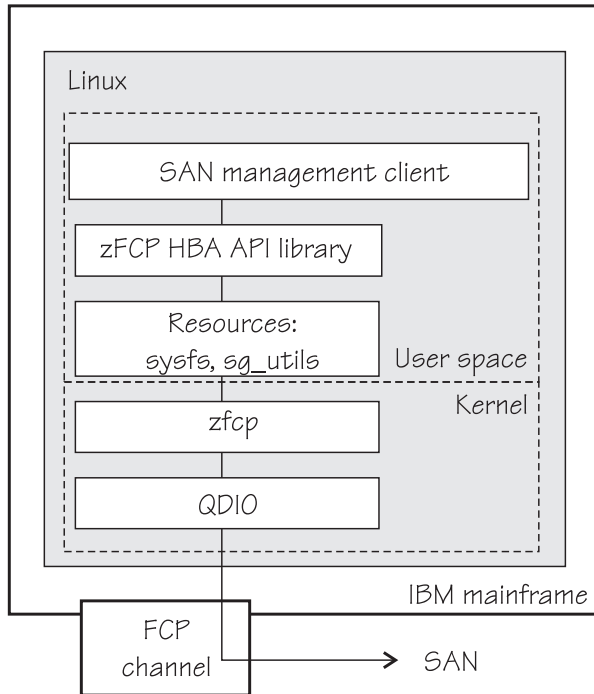 Linux
SAN management client
zFCP HBA API library
Resources:
sysfs, sg_utils
User space
Kernel
zfcp
QDIO
IBM mainframe
FCP
channel
SAN